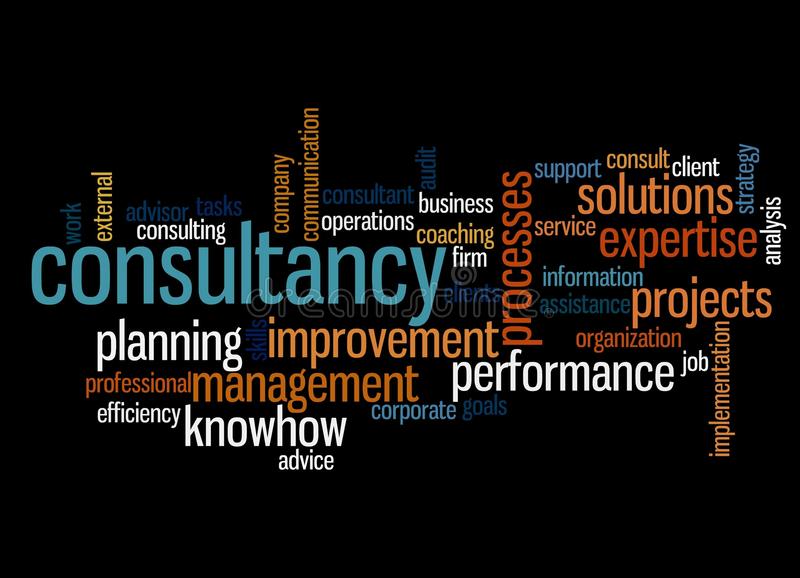 communication
company
audit
strategy
consult
support
client
external
work
advisor
tasks
consultant
business
processes
solutions
analysis
consulting
operations
coaching
service
expertise
consultancy
firm
information
clients
assistance
projects
dreamstime
planning
skills
improvement
organization
implementation
professional
management
performance
job
efficiency
knowhow
corporate
goals
advice